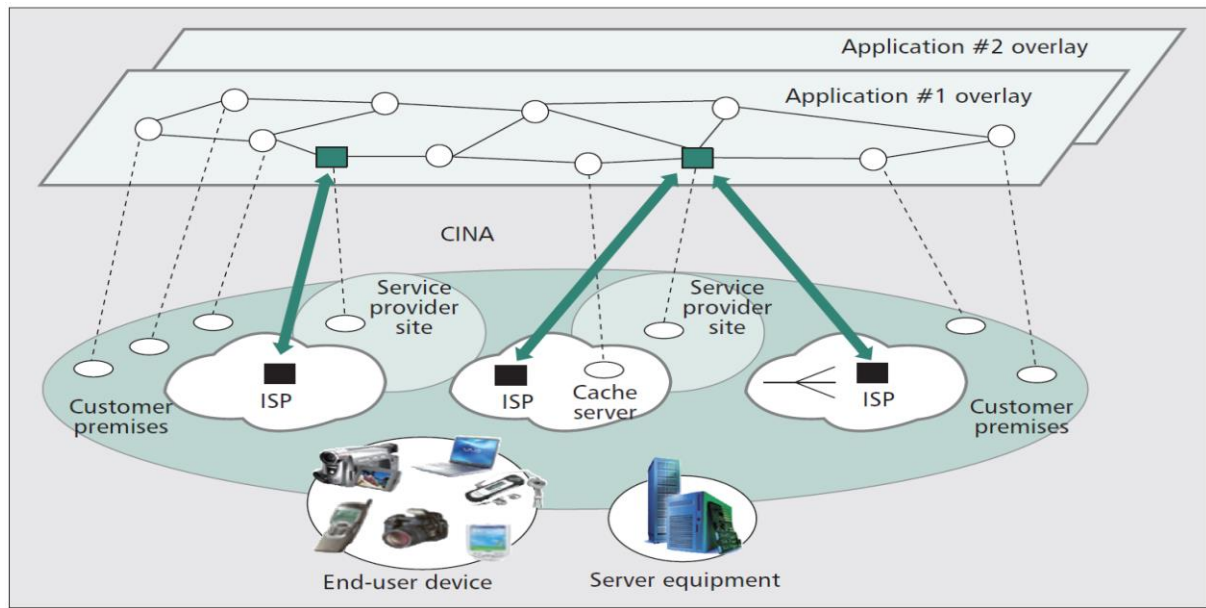 Application #2 overlay
Application #1 overlay
CINA
Service
provider
site
Service
provider
site
ISP
ISP
Cache
server
ISP
Customer
premises
Customer
premises
End-user device
Server equipment